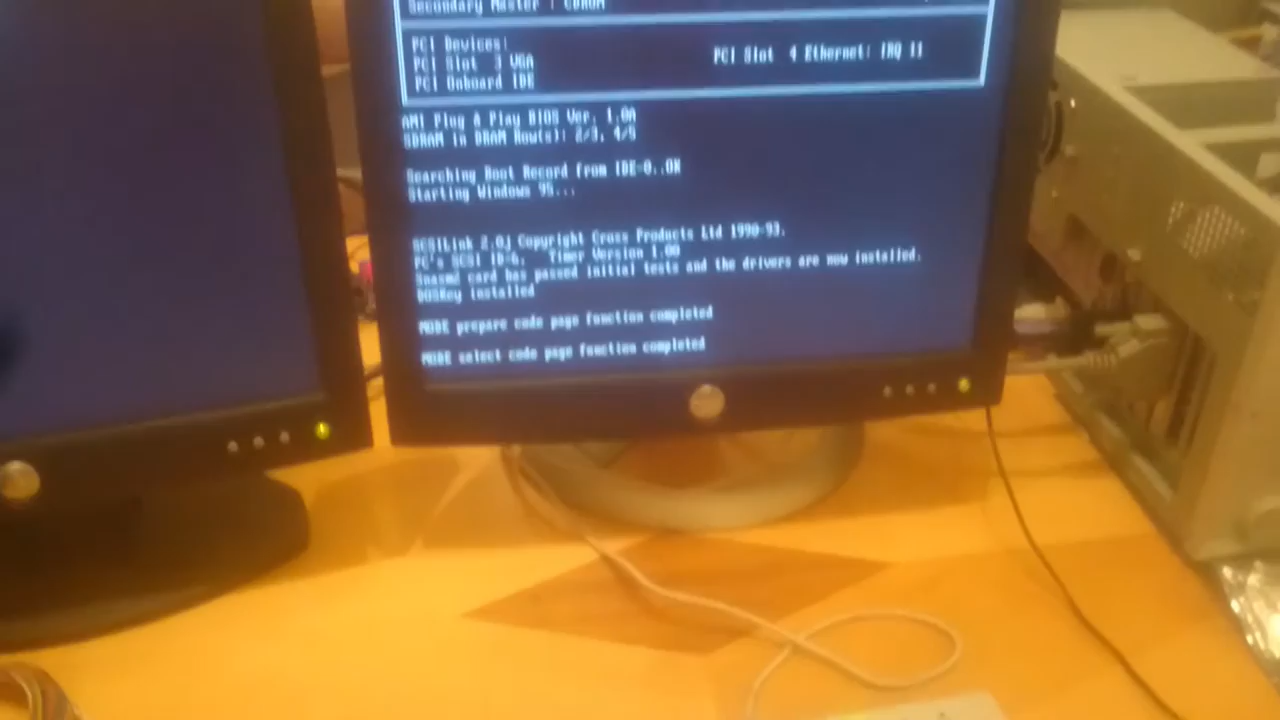 Secondary Master : CDROM
PCI Devices:
PCI Slot 3 VGA
PCI Slot 4 Ethernet: IRQ 11
PCI Onboard IDE
AMI Plug & Play BIOS Ver. 1.0A
SDRAM in DRAM Row(s): 2/3, 4/5
Searching Boot Record from IDE-0..OK
Starting Windows 95...
SCSILink 2.0j Copyright Cross Products Ltd 1990-93.
PC's SCSI ID=6. Timer Version 1.00
Snasm2 card has passed initial tests and the drivers are now installed.
DOSKey installed
MODE prepare code page function completed
MODE select code page function completed